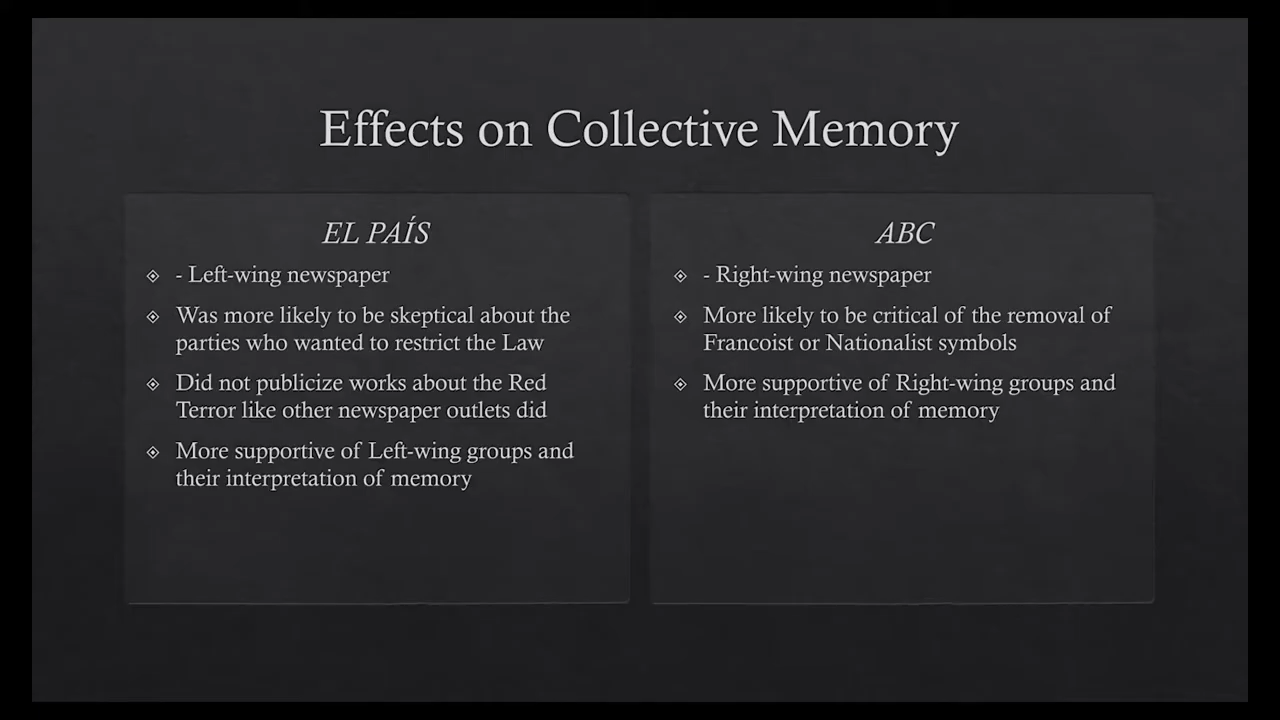 Effects on Collective Memory
EL PAÍS
- Left-wing newspaper
Was more likely to be skeptical about the
parties who wanted to restrict the Law
Did not publicize works about the Red
Terror like other newspaper outlets did
More supportive of Left-wing groups and
their interpretation of memory
ABC
- Right-wing newspaper
More likely to be critical of the removal of
Francoist or Nationalist symbols
More supportive of Right-wing groups and
their interpretation of memory